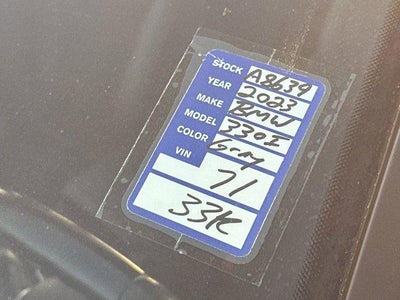 STOCK A8639
YEAR 2023
MAKE BMW
MODEL 330I
COLOR Gray
VIN
71
33K